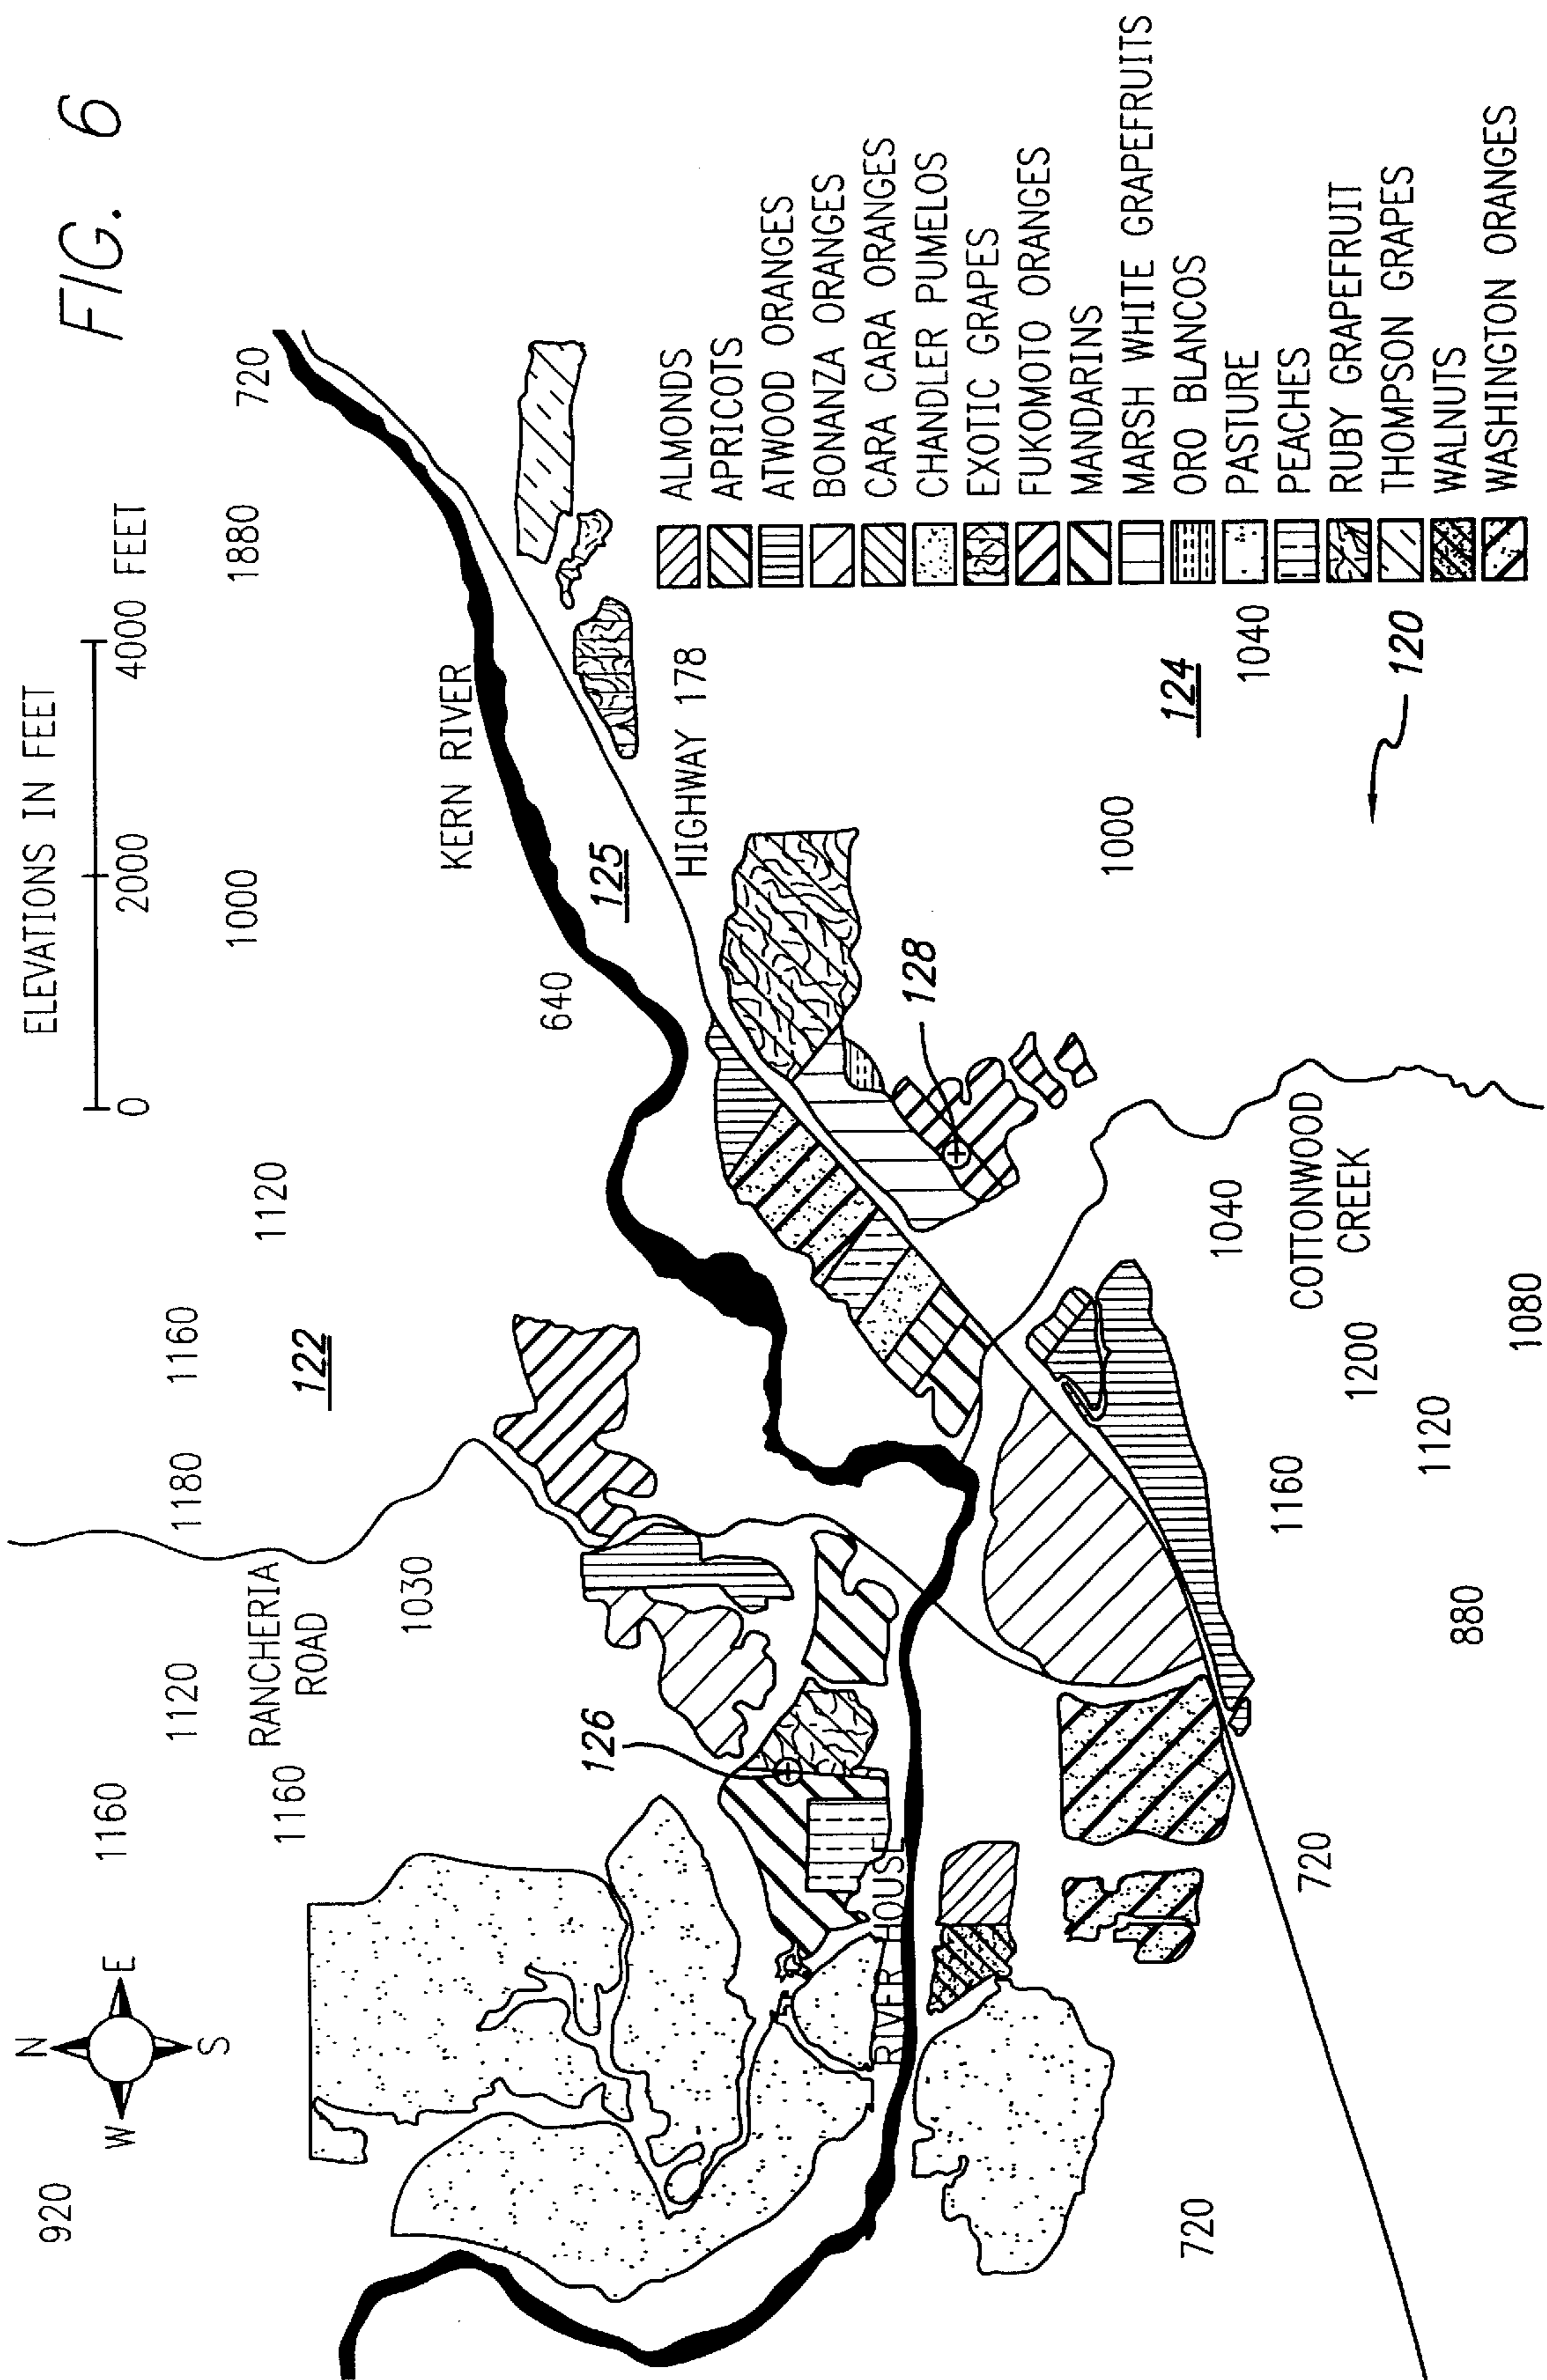 FIG. 6
ELEVATIONS IN FEET
0 2000 4000 FEET
N
W E
S
920
1160
1120
1180
1160
1120
1000
1880
720
1160
RANCHERIA
ROAD
1030
122
640
KERN RIVER
125
126
HIGHWAY 178
RIVER HOUSE
128
720
720
880
1160
1120
1200
1080
COTTONWOOD
CREEK
1040
1000
124
1040
120
ALMONDS
APRICOTS
ATWOOD ORANGES
BONANZA ORANGES
CARA CARA ORANGES
CHANDLER PUMELOS
EXOTIC GRAPES
FUKOMOTO ORANGES
MANDARINS
MARSH WHITE GRAPEFRUITS
ORO BLANCOS
PASTURE
PEACHES
RUBY GRAPEFRUIT
THOMPSON GRAPES
WALNUTS
WASHINGTON ORANGES